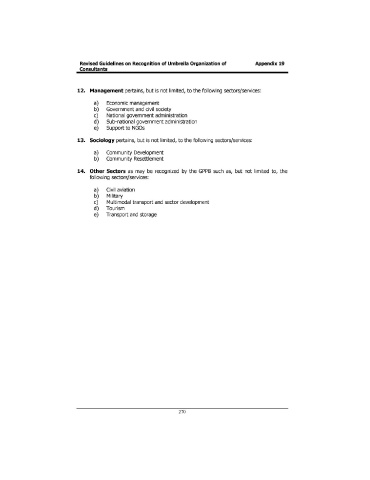 Revised Guidelines on Recognition of Umbrella Organization of Appendix 19
Consultants
12. Management pertains, but is not limited, to the following sectors/services:
a) Economic management
b) Government and civil society
c) National government administration
d) Sub-national government administration
e) Support to NGOs
13. Sociology pertains, but is not limited, to the following sectors/services:
a) Community Development
b) Community Resettlement
14. Other Sectors as may be recognized by the GPPB such as, but not limited to, the
following sectors/services:
a) Civil aviation
b) Military
c) Multimodal transport and sector development
d) Tourism
e) Transport and storage